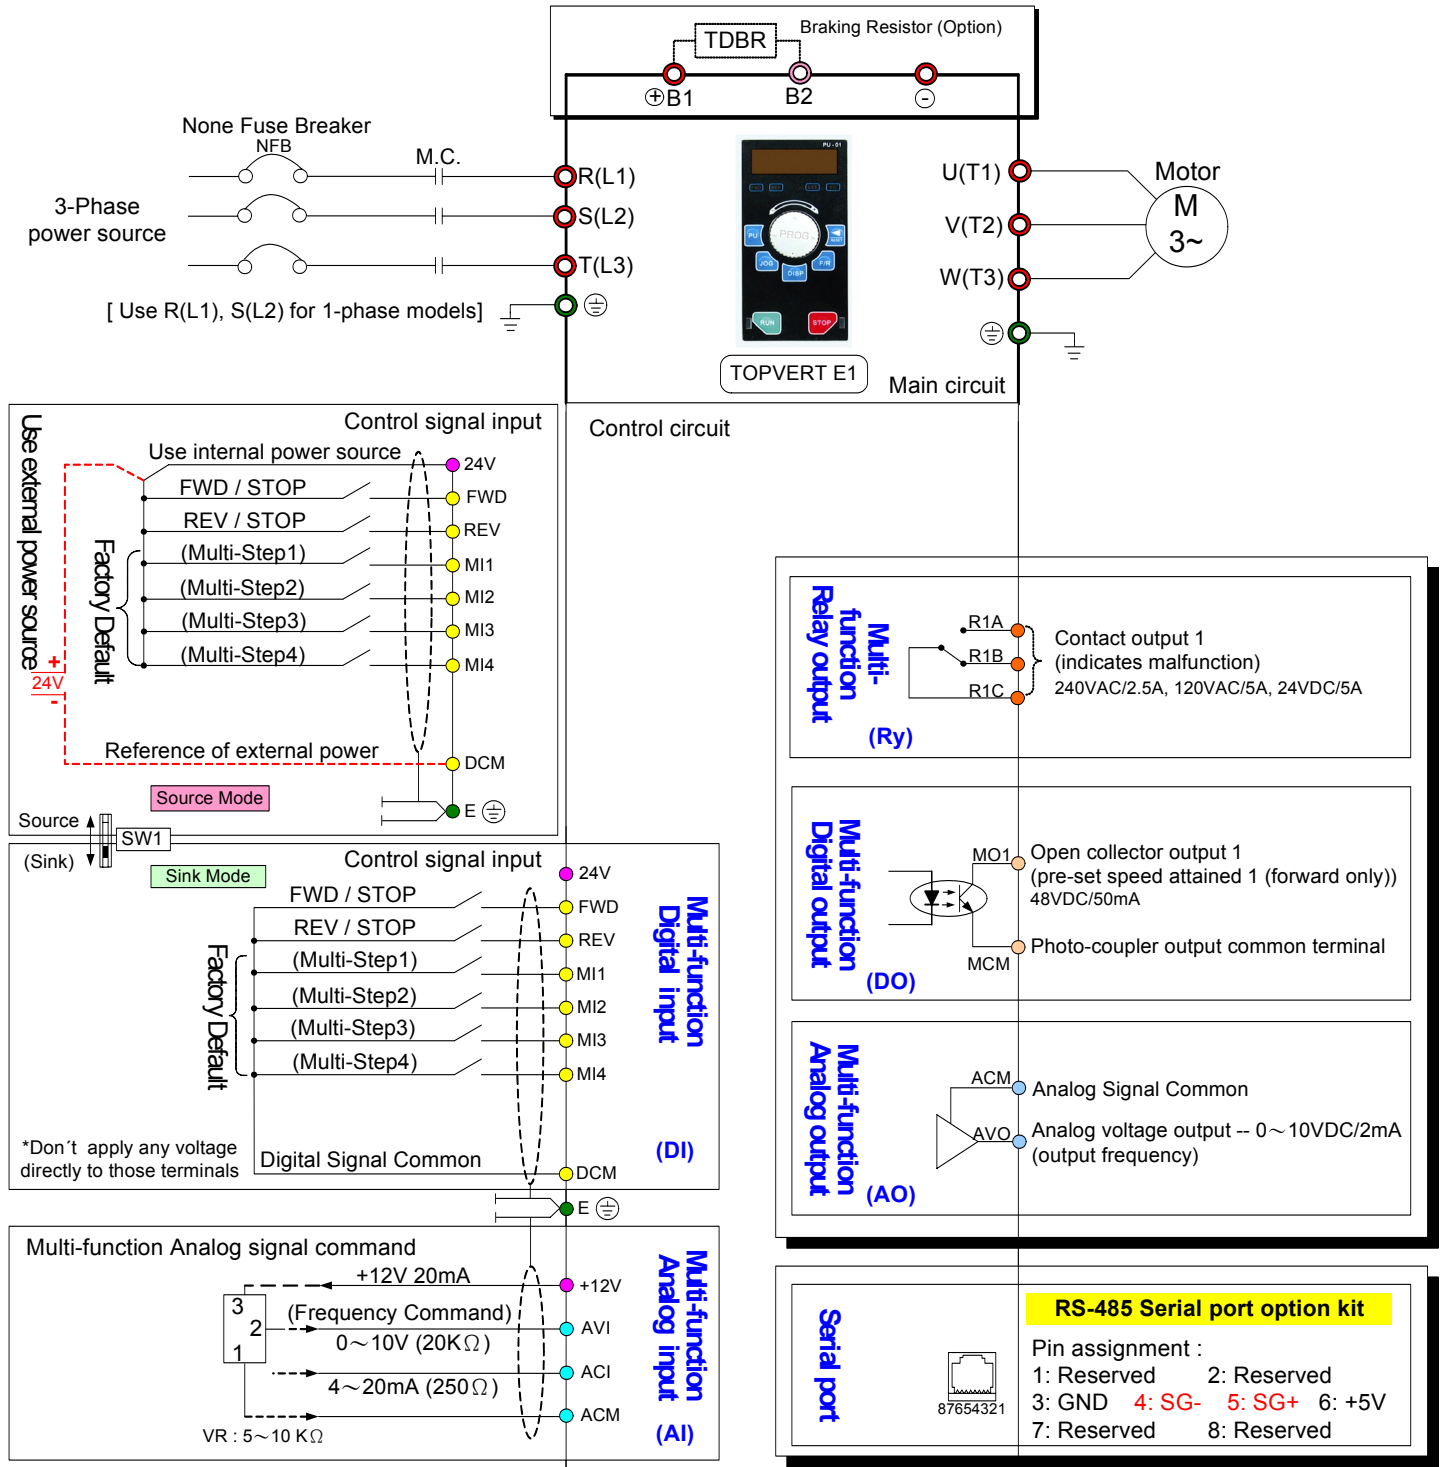 TDBR
Braking Resistor (Option)
+ B1
B2
-
None Fuse Breaker
NFB
M.C.
3-Phase
power source
R(L1)
S(L2)
T(L3)
[ Use R(L1), S(L2) for 1-phase models]
PU-01
PU
PROG
RESET
JOG
DISP
F/R
RUN
STOP
TOPVERT E1
U(T1)
V(T2)
W(T3)
Motor
M
3~
Main circuit
Control circuit
Use external power source
Control signal input
Use internal power source
24V
FWD / STOP
FWD
REV / STOP
REV
Factory Default
(Multi-Step1)
MI1
(Multi-Step2)
MI2
(Multi-Step3)
MI3
(Multi-Step4)
MI4
+
24V
-
Reference of external power
DCM
Source Mode
E
Source
SW1
(Sink)
Sink Mode
Control signal input
24V
FWD / STOP
FWD
REV / STOP
REV
Factory Default
(Multi-Step1)
MI1
(Multi-Step2)
MI2
(Multi-Step3)
MI3
(Multi-Step4)
MI4
Multi-function
Digital input
(DI)
*Don´t apply any voltage
directly to those terminals
Digital Signal Common
DCM
E
Multi-function Analog signal command
+12V 20mA
+12V
3
2
1
(Frequency Command)
0～10V (20KΩ)
AVI
4～20mA (250Ω)
ACI
ACM
VR : 5～10 KΩ
Multi-function
Analog input
(AI)
Multi-
function
Relay output
(Ry)
R1A
R1B
R1C
Contact output 1
(indicates malfunction)
240VAC/2.5A, 120VAC/5A, 24VDC/5A
Multi-function
Digital output
(DO)
MO1
Open collector output 1
(pre-set speed attained 1 (forward only))
48VDC/50mA
Photo-coupler output common terminal
MCM
Multi-function
Analog output
(AO)
ACM
Analog Signal Common
AVO
Analog voltage output -- 0～10VDC/2mA
(output frequency)
Serial port
RS-485 Serial port option kit
Pin assignment :
1: Reserved 2: Reserved
3: GND 4: SG- 5: SG+ 6: +5V
7: Reserved 8: Reserved
87654321